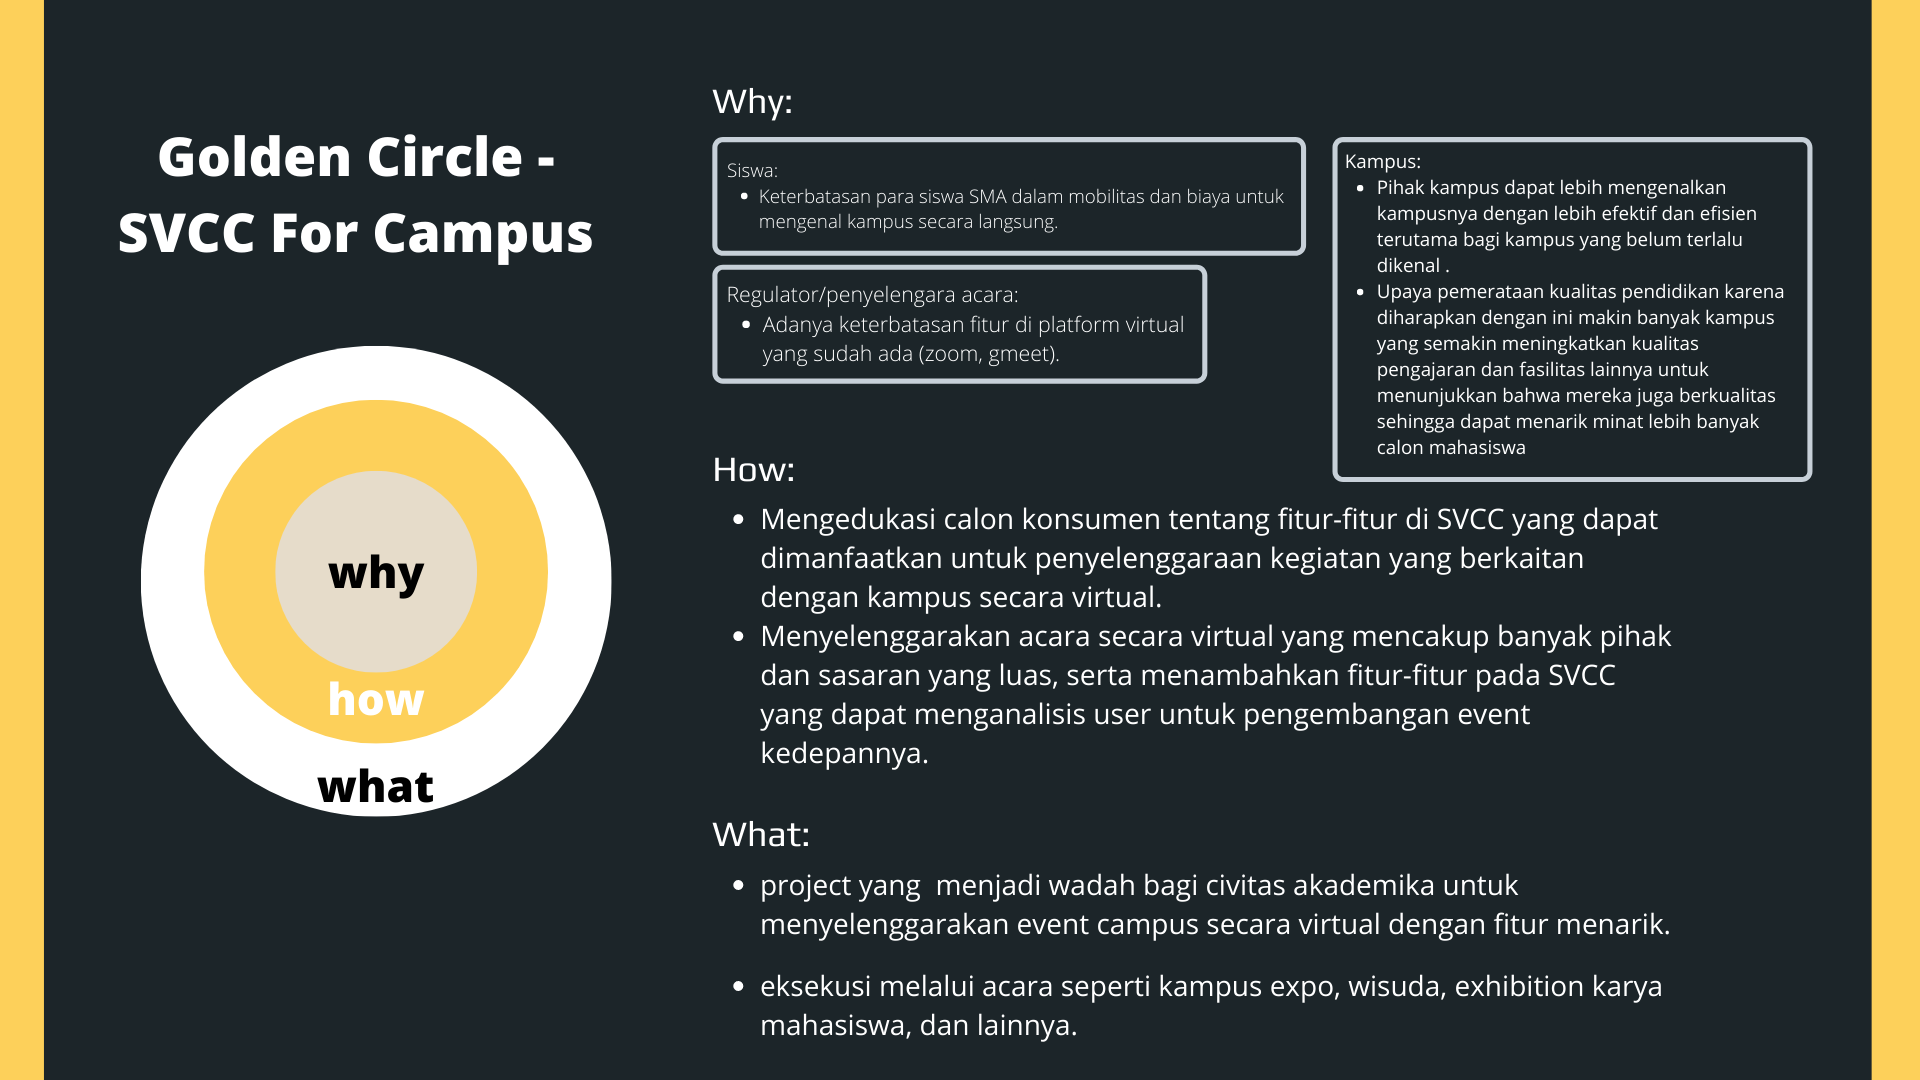 Golden Circle -
SVCC For Campus
why
how
what
Why:
Siswa:
Keterbatasan para siswa SMA dalam mobilitas dan biaya untuk
mengenal kampus secara langsung.
Regulator/penyelengara acara:
Adanya keterbatasan fitur di platform virtual
yang sudah ada (zoom, gmeet).
Kampus:
Pihak kampus dapat lebih mengenalkan
kampusnya dengan lebih efektif dan efisien
terutama bagi kampus yang belum terlalu
dikenal .
Upaya pemerataan kualitas pendidikan karena
diharapkan dengan ini makin banyak kampus
yang semakin meningkatkan kualitas
pengajaran dan fasilitas lainnya untuk
menunjukkan bahwa mereka juga berkualitas
sehingga dapat menarik minat lebih banyak
calon mahasiswa
How:
Mengedukasi calon konsumen tentang fitur-fitur di SVCC yang dapat
dimanfaatkan untuk penyelenggaraan kegiatan yang berkaitan
dengan kampus secara virtual.
Menyelenggarakan acara secara virtual yang mencakup banyak pihak
dan sasaran yang luas, serta menambahkan fitur-fitur pada SVCC
yang dapat menganalisis user untuk pengembangan event
kedepannya.
What:
project yang  menjadi wadah bagi civitas akademika untuk
menyelenggarakan event campus secara virtual dengan fitur menarik.
eksekusi melalui acara seperti kampus expo, wisuda, exhibition karya
mahasiswa, dan lainnya.